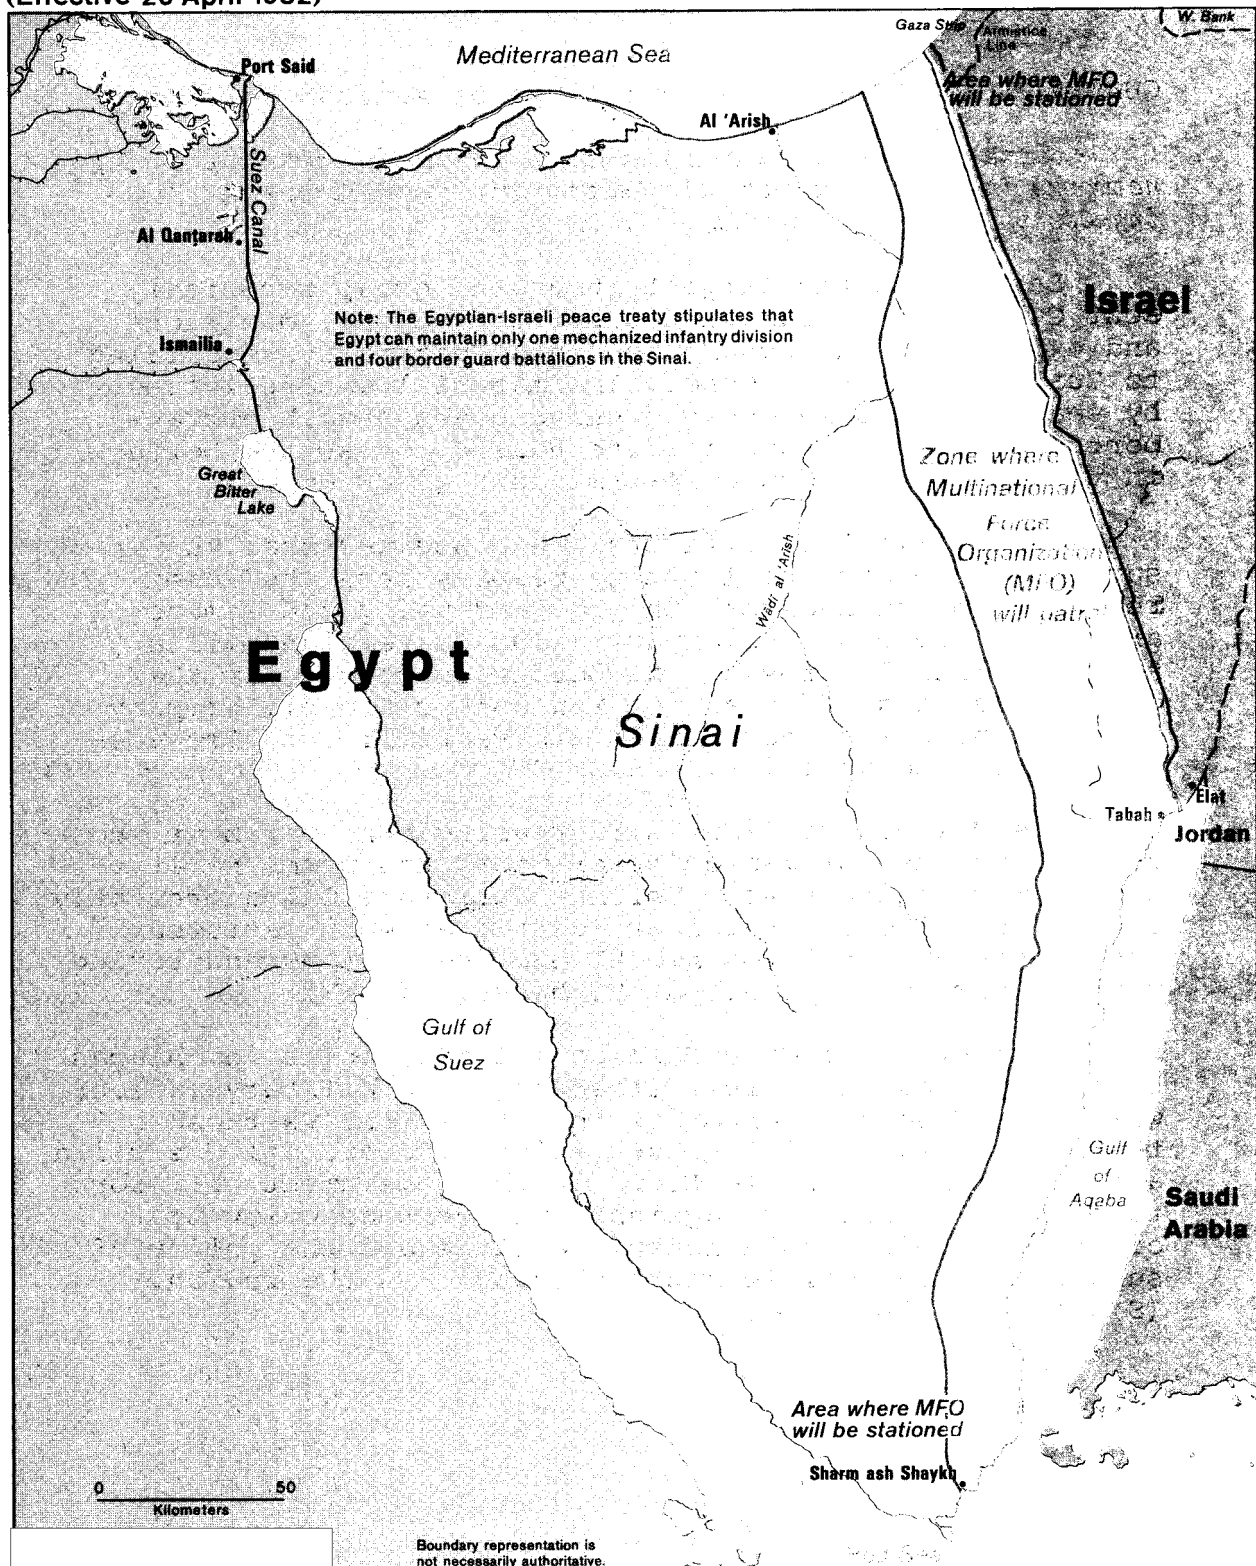 Mediterranean Sea
Gaza Strip
Armistice
Line
W. Bank
Port Said
Area where MFO
will be stationed
Al 'Arish
Suez Canal
Al Qanṭarah
Israel
Note: The Egyptian-Israeli peace treaty stipulates that
Egypt can maintain only one mechanized infantry division
and four border guard battalions in the Sinai.
Ismailia
Zone where
Multinational
Force
Organization
(MFO)
will patrol
Great
Bitter
Lake
Wādī al 'Arish
Egypt
Sinai
Elat
Tabah
Jordan
Gulf of
Suez
Gulf
of
Aqaba
Saudi
Arabia
Area where MFO
will be stationed
Sharm ash Shaykh
0 50
Kilometers
Boundary representation is
not necessarily authoritative.